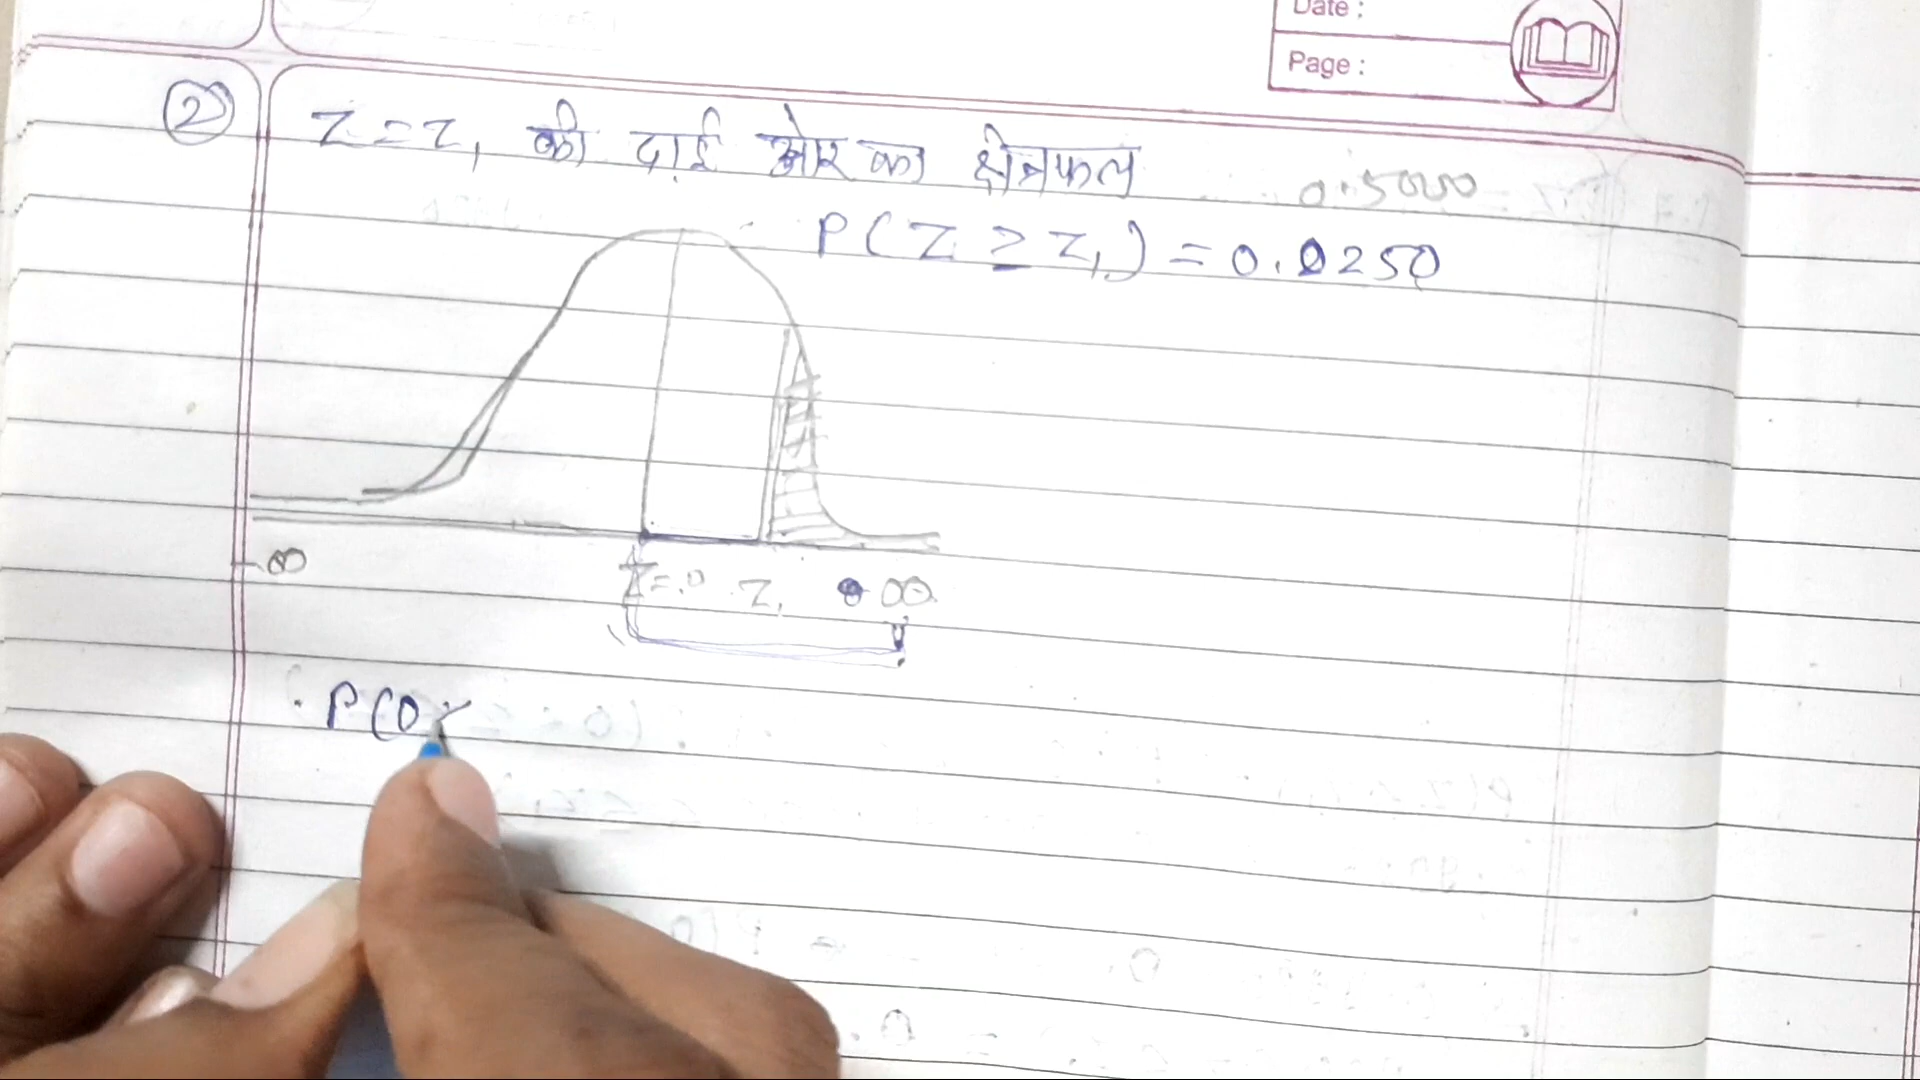 Date :
Page :
② Z = Z₁ की दाई ओर का क्षेत्रफल
0.5000
P(Z ≥ Z₁) = 0.0250
-∞ Z=0 Z₁ ∞
P(0 <